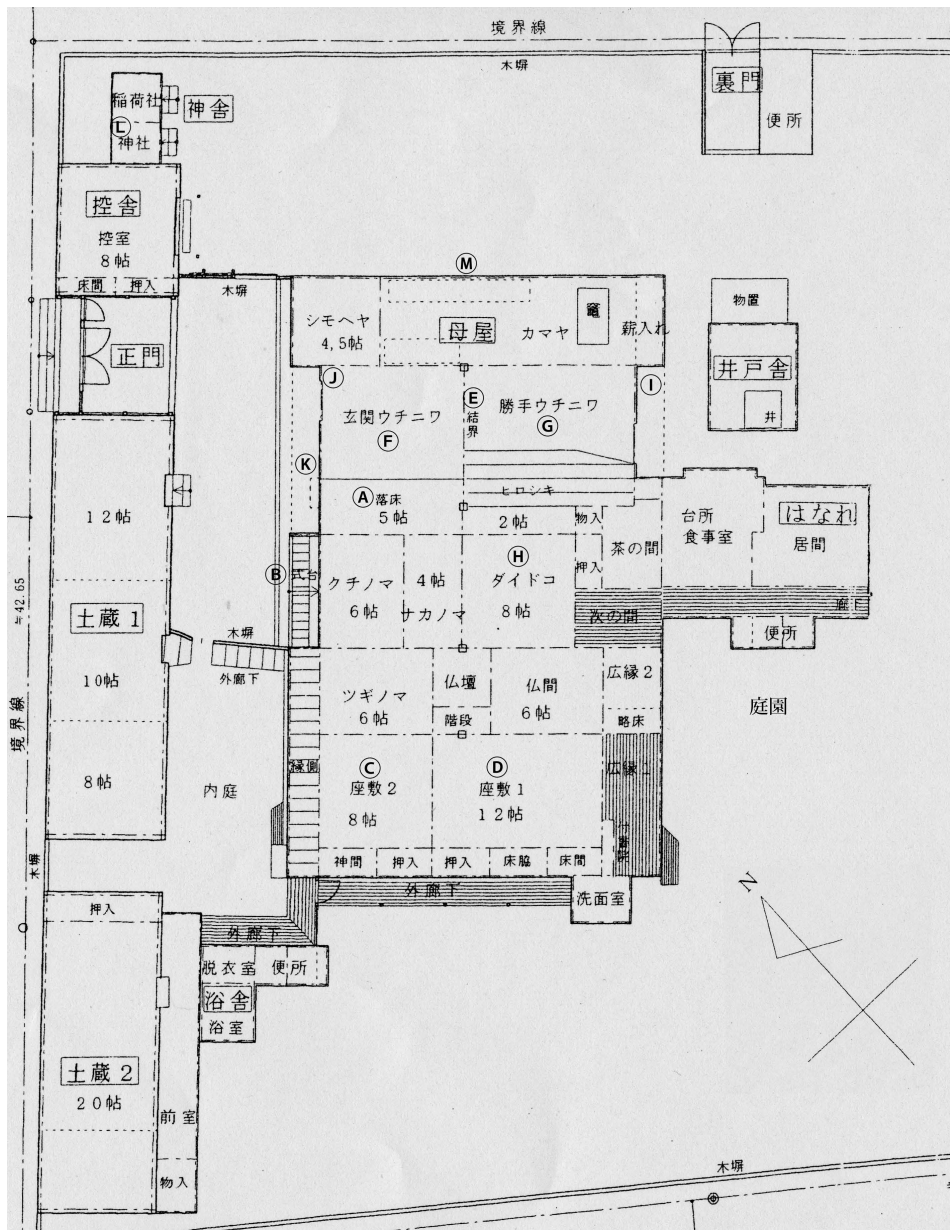 境界線
木塀
裏門
便所
稲荷社
神舎
Ⓛ
神社
控舎
控室
8帖
床間 押入
木塀
正門
Ⓜ
シモヘヤ
4,5帖
母屋
カマヤ
竈
薪入れ
物置
井戸舎
井
Ⓙ
Ⓘ
玄関ウチニワ
Ⓕ
Ⓔ
結界
勝手ウチニワ
Ⓖ
Ⓚ
Ⓐ 落床
5帖
ヒロシキ
2帖
物入
押入
茶の間
台所
食事室
はなれ
居間
Ⓑ
式台
クチノマ
6帖
4帖
サカノマ
Ⓗ
ダイドコ
8帖
次の間
廊下
便所
12帖
土蔵1
10帖
8帖
≒42.65
境界線
木塀
外廊下
ツギノマ
6帖
仏壇
階段
仏間
6帖
広縁2
略床
庭園
縁側
内庭
Ⓒ
座敷2
8帖
Ⓓ
座敷1
12帖
広縁1
付書院
神間 押入 押入 床脇 床間
外廊下
洗面室
木塀
押入
外廊下
脱衣室 便所
浴舎
浴室
N
土蔵2
20帖
前室
物入
木塀